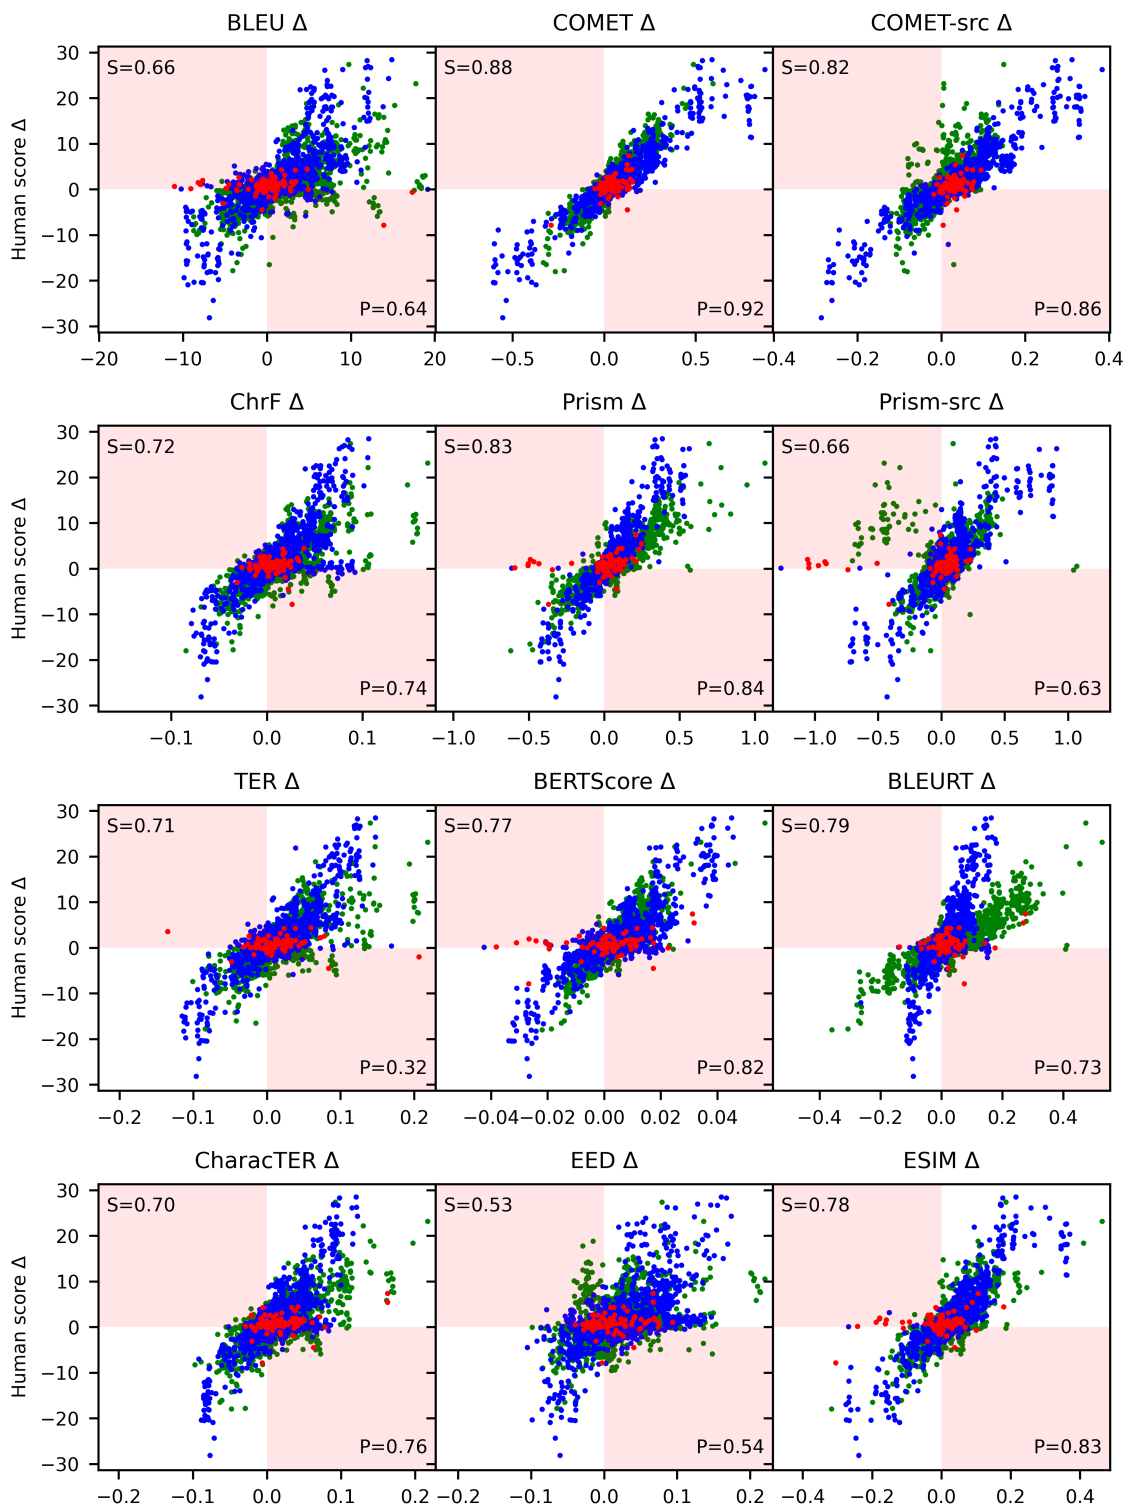 BLEU Δ COMET Δ COMET-src Δ
30 S=0.66 S=0.88 S=0.82
20
10
0
−10
−20
−30 P=0.64 P=0.92 P=0.86
Human score Δ
−20 −10 0 10 20 −0.5 0.0 0.5 −0.4 −0.2 0.0 0.2 0.4
ChrF Δ Prism Δ Prism-src Δ
30 S=0.72 S=0.83 S=0.66
20
10
0
−10
−20
−30 P=0.74 P=0.84 P=0.63
Human score Δ
−0.1 0.0 0.1 −1.0 −0.5 0.0 0.5 1.0 −1.0 −0.5 0.0 0.5 1.0
TER Δ BERTScore Δ BLEURT Δ
30 S=0.71 S=0.77 S=0.79
20
10
0
−10
−20
−30 P=0.32 P=0.82 P=0.73
Human score Δ
−0.2 −0.1 0.0 0.1 0.2 −0.04 −0.02 0.00 0.02 0.04 −0.4 −0.2 0.0 0.2 0.4
CharacTER Δ EED Δ ESIM Δ
30 S=0.70 S=0.53 S=0.78
20
10
0
−10
−20
−30 P=0.76 P=0.54 P=0.83
Human score Δ
−0.2 −0.1 0.0 0.1 0.2 −0.2 −0.1 0.0 0.1 0.2 −0.4 −0.2 0.0 0.2 0.4